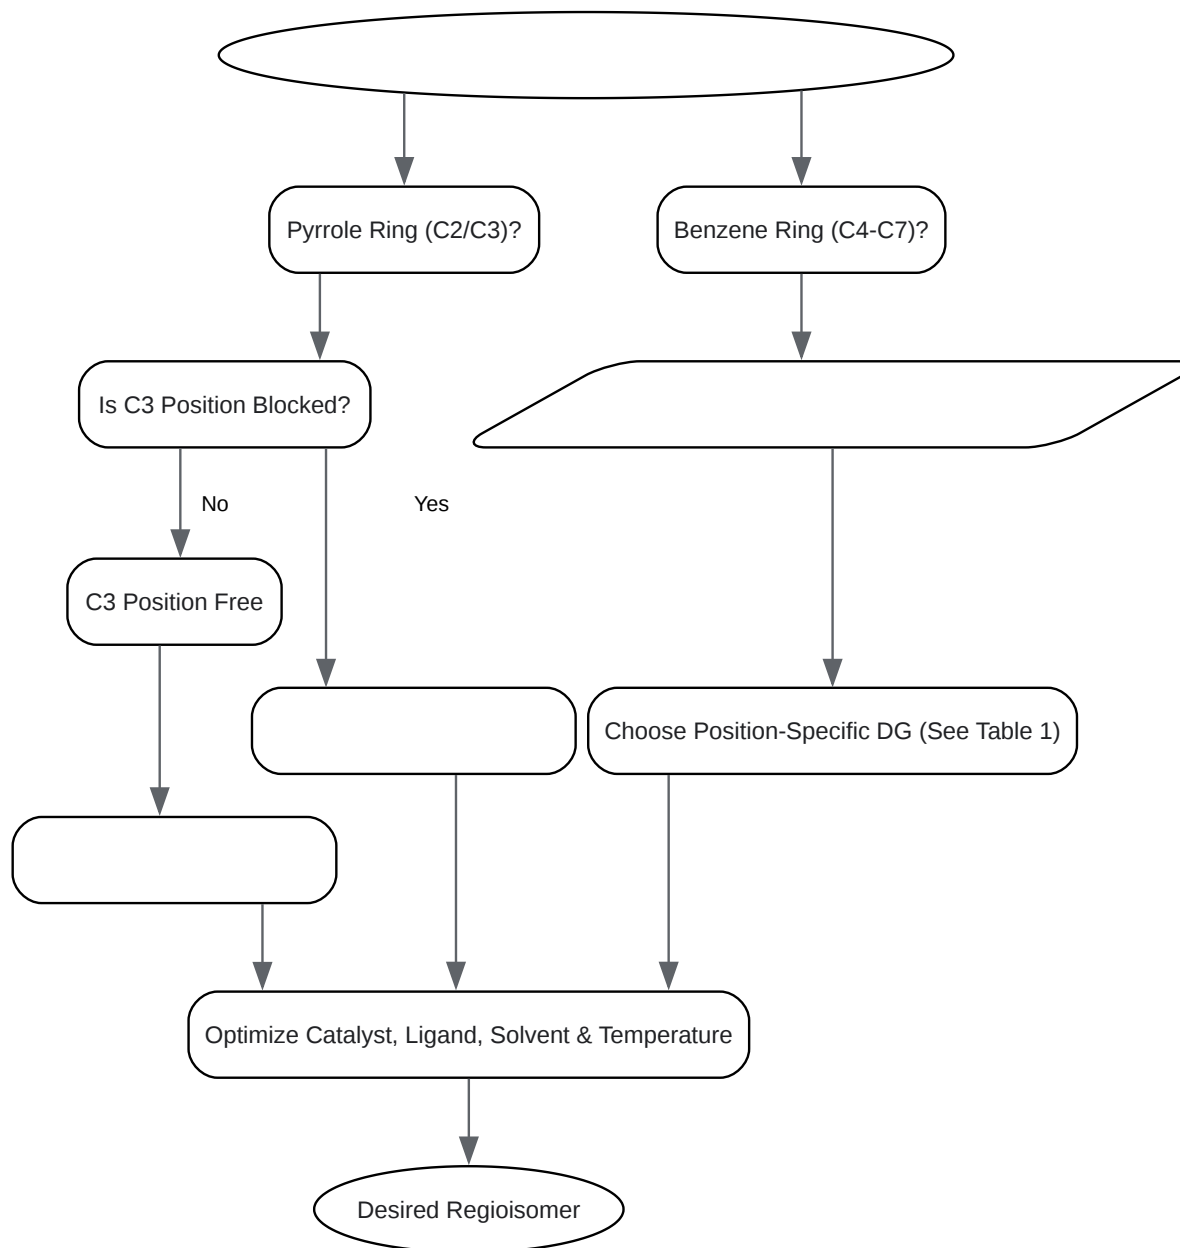 Pyrrole Ring (C2/C3)?
Benzene Ring (C4-C7)?
Is C3 Position Blocked?
No
Yes
C3 Position Free
Choose Position-Specific DG (See Table 1)
Optimize Catalyst, Ligand, Solvent & Temperature
Desired Regioisomer